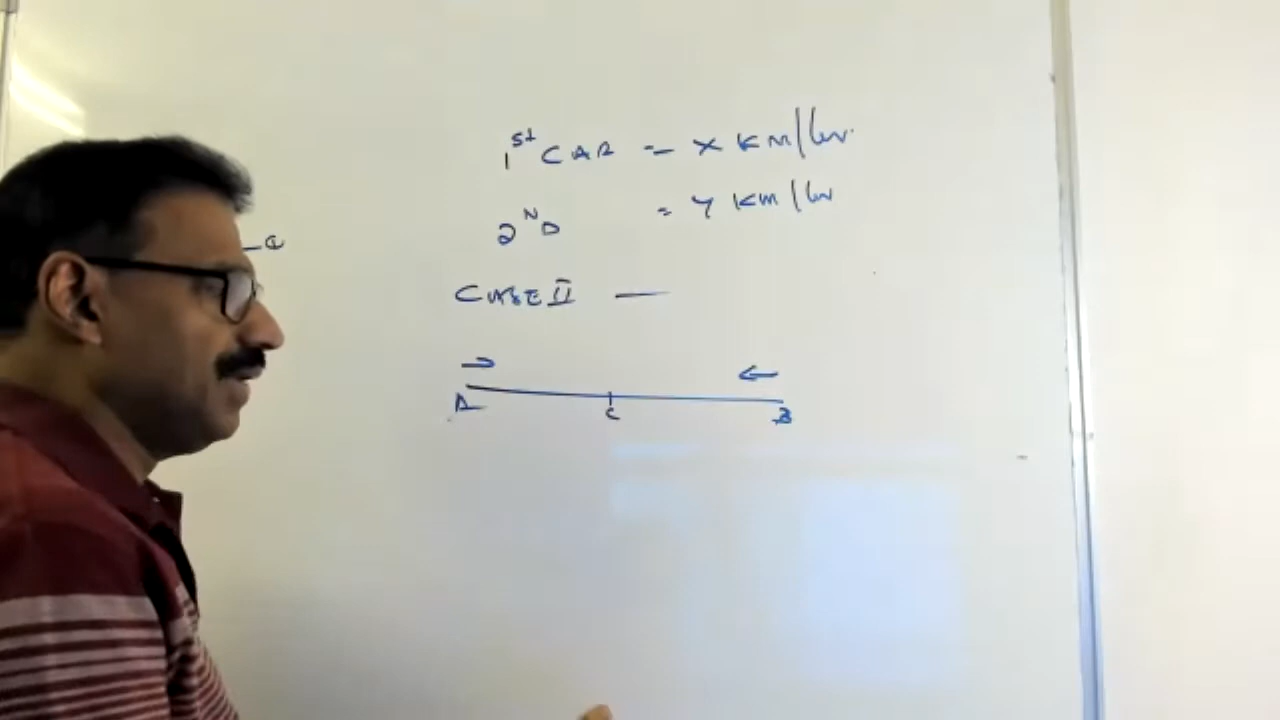 1ST CAR = X KM/hr.
2ND = Y KM/hr
CASE II —
A C B